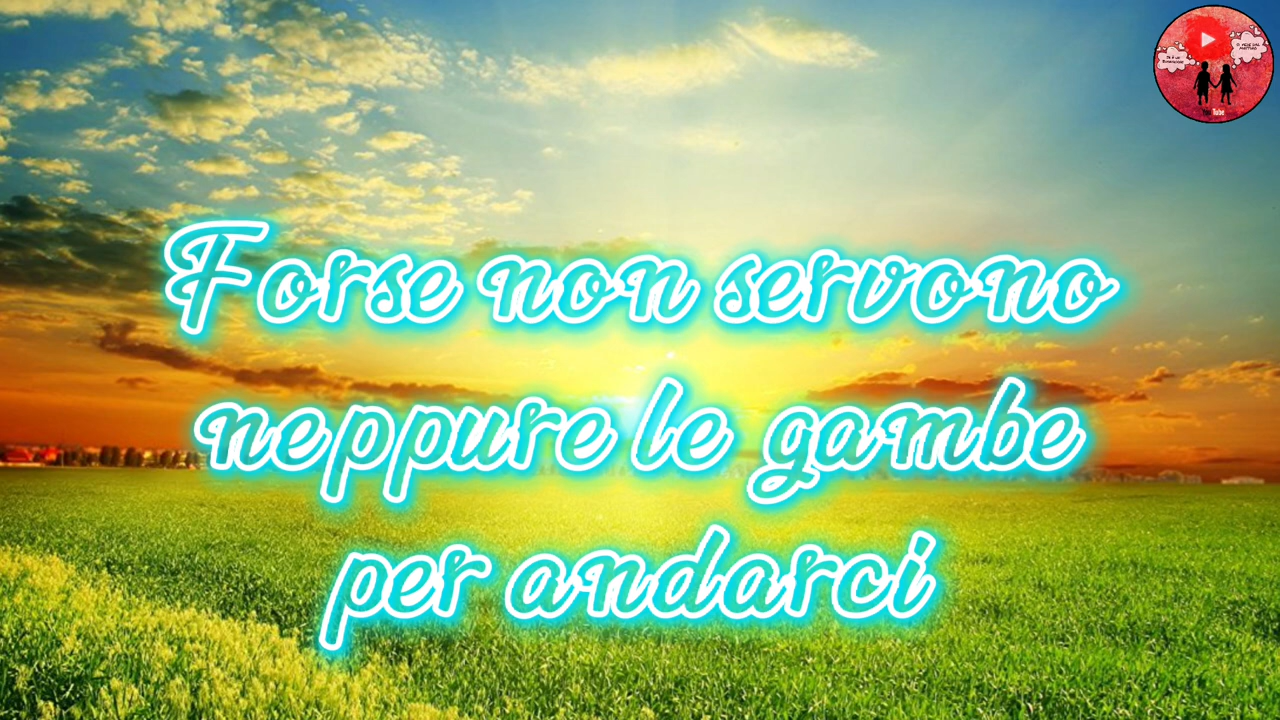 Forse non servono
neppure le gambe
per andarci